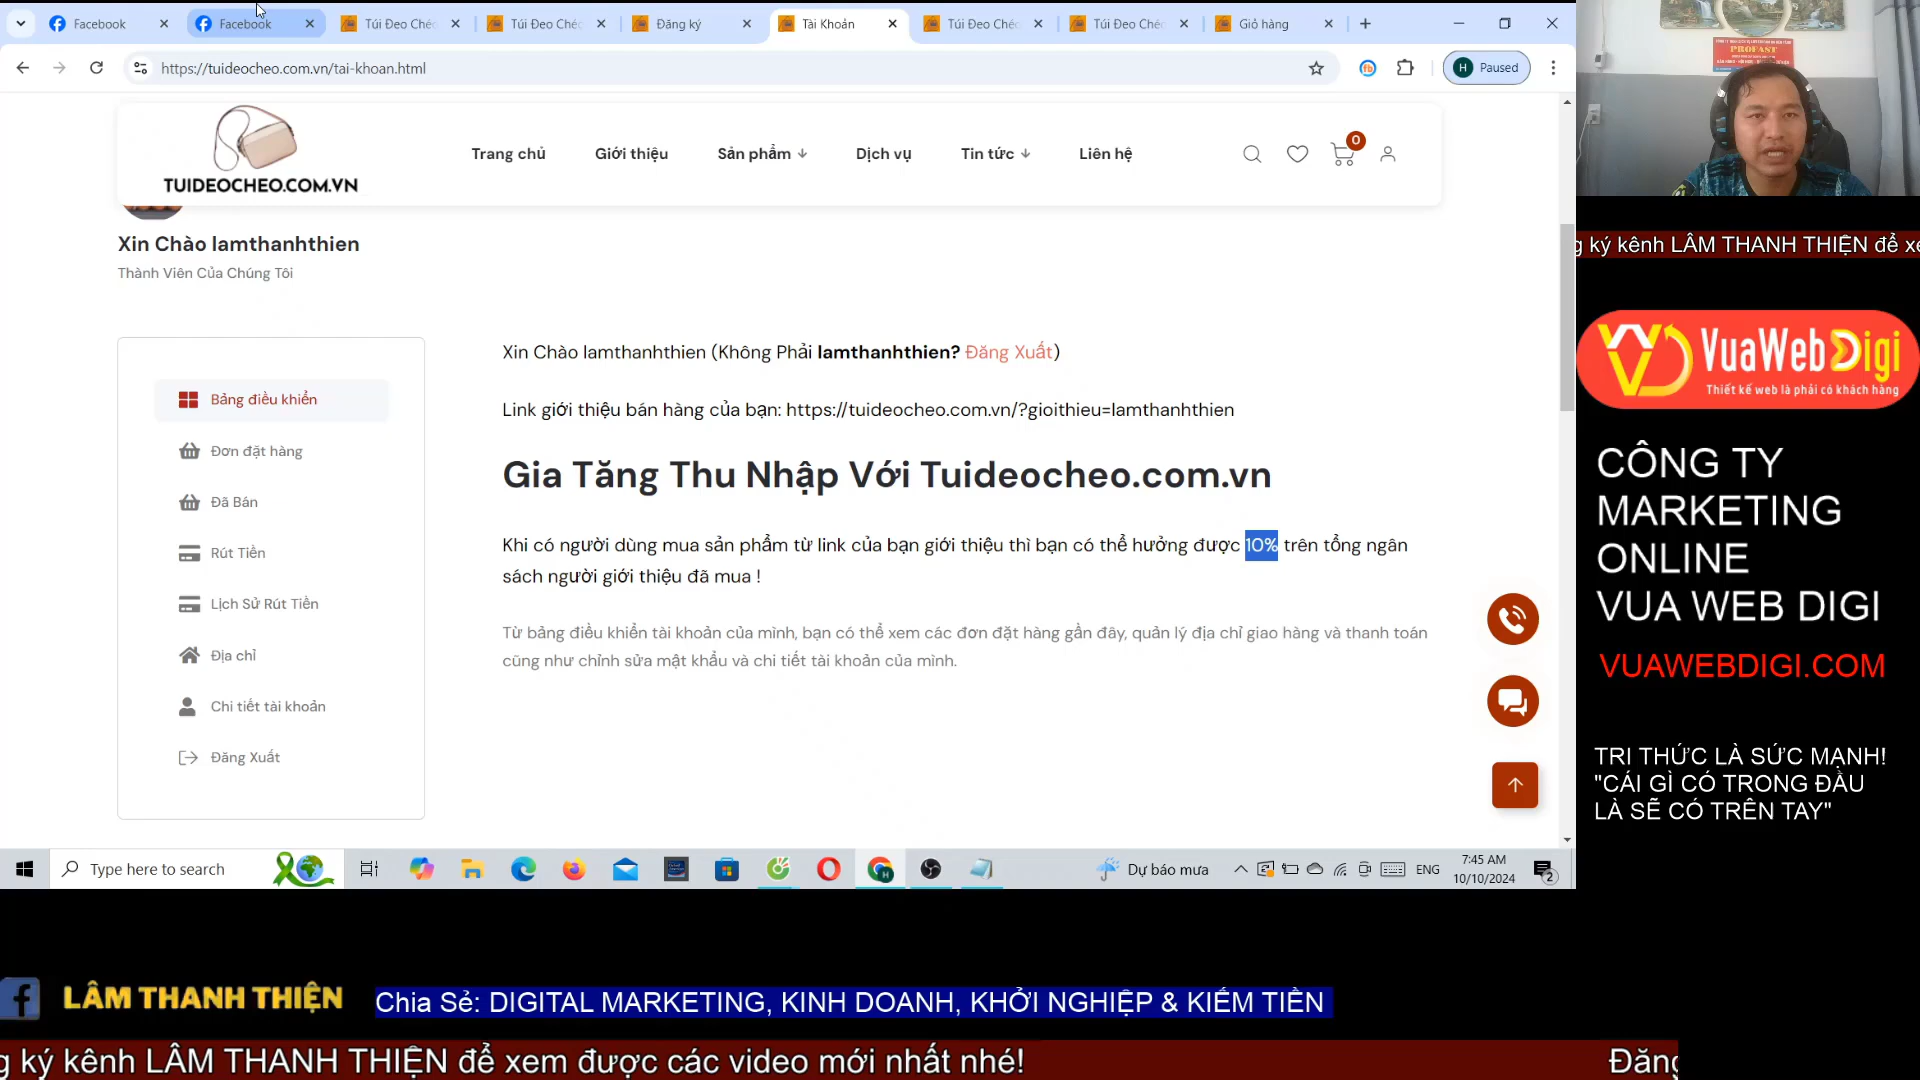 Facebook
Facebook
Túi Đeo Chéo
Túi Đeo Chéo
Đăng ký
Tài Khoản
Túi Đeo Chéo
Túi Đeo Chéo
Giỏ hàng
https://tuideocheo.com.vn/tai-khoan.html
H Paused
TUIDEOCHEO.COM.VN
Trang chủ
Giới thiệu
Sản phẩm
Dịch vụ
Tin tức
Liên hệ
0
Xin Chào lamthanhthien
Thành Viên Của Chúng Tôi
Bảng điều khiển
Đơn đặt hàng
Đã Bán
Rút Tiền
Lịch Sử Rút Tiền
Địa chỉ
Chi tiết tài khoản
Đăng Xuất
Xin Chào lamthanhthien (Không Phải lamthanhthien? Đăng Xuất)
Link giới thiệu bán hàng của bạn: https://tuideocheo.com.vn/?gioithieu=lamthanhthien
Gia Tăng Thu Nhập Với Tuideocheo.com.vn
Khi có người dùng mua sản phẩm từ link của bạn giới thiệu thì bạn có thể hưởng được 10% trên tổng ngân
sách người giới thiệu đã mua !
Từ bảng điều khiển tài khoản của mình, bạn có thể xem các đơn đặt hàng gần đây, quản lý địa chỉ giao hàng và thanh toán
cũng như chỉnh sửa mật khẩu và chi tiết tài khoản của mình.
Type here to search
Dự báo mưa
ENG
7:45 AM
10/10/2024
2
PROFAST
g ký kênh LÂM THANH THIỆN để xe
VuaWebDigi
Thiết kế web là phải có khách hàng
CÔNG TY
MARKETING
ONLINE
VUA WEB DIGI
VUAWEBDIGI.COM
TRI THỨC LÀ SỨC MẠNH!
"CÁI GÌ CÓ TRONG ĐẦU
LÀ SẼ CÓ TRÊN TAY"
LÂM THANH THIỆN
Chia Sẻ: DIGITAL MARKETING, KINH DOANH, KHỞI NGHIỆP & KIẾM TIỀN
g ký kênh LÂM THANH THIỆN để xem được các video mới nhất nhé!
Đăng